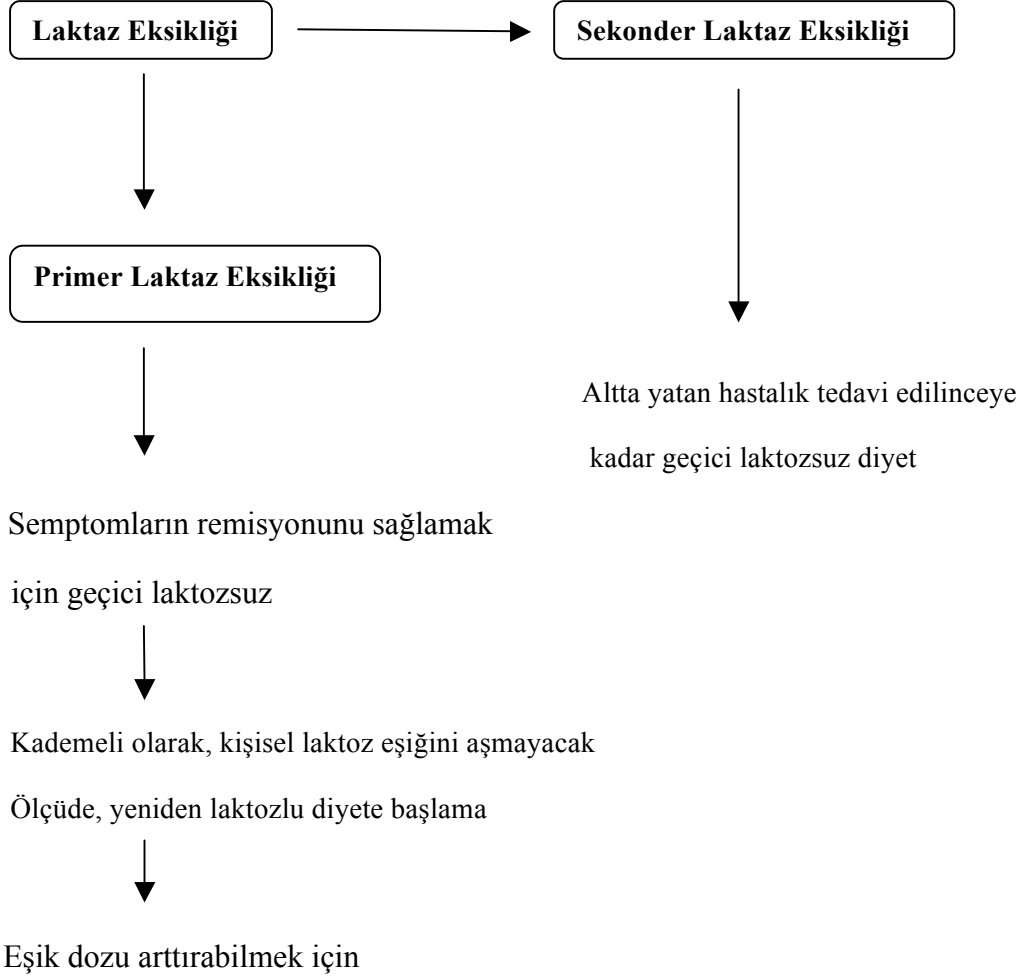 Laktaz Eksikliği
Sekonder Laktaz Eksikliği
Primer Laktaz Eksikliği
Altta yatan hastalık tedavi edilinceye
kadar geçici laktozsuz diyet
Semptomların remisyonunu sağlamak
için geçici laktozsuz
Kademeli olarak, kişisel laktoz eşiğini aşmayacak
Ölçüde, yeniden laktozlu diyete başlama
Eşik dozu arttırabilmek için